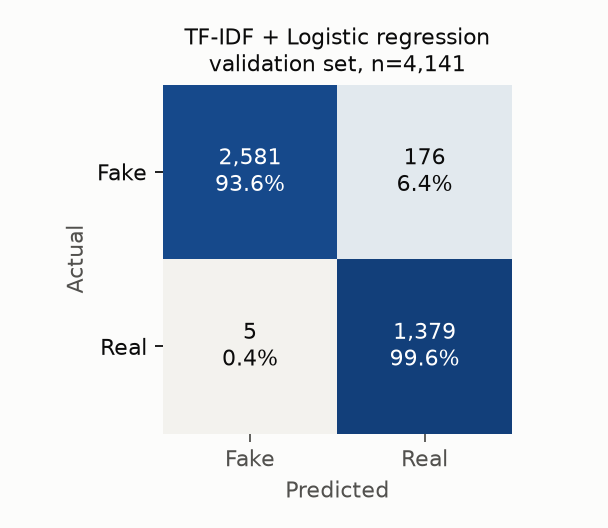 TF-IDF + Logistic regression
validation set, n=4,141
Actual
Fake
2,581
93.6%
176
6.4%
Real
5
0.4%
1,379
99.6%
Fake
Real
Predicted